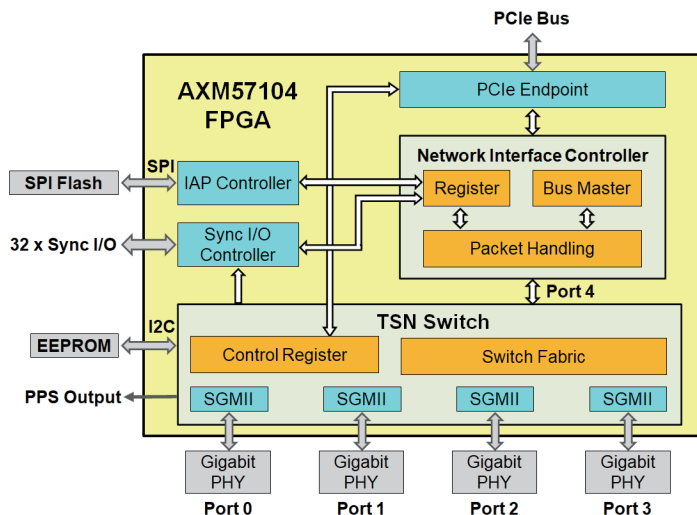 PCIe Bus
AXM57104
FPGA
PCIe Endpoint
Network Interface Controller
SPI
SPI Flash
IAP Controller
Register
Bus Master
32 x Sync I/O
Sync I/O
Controller
Packet Handling
Port 4
I2C
TSN Switch
EEPROM
Control Register
Switch Fabric
PPS Output
SGMII
SGMII
SGMII
SGMII
Gigabit
PHY
Gigabit
PHY
Gigabit
PHY
Gigabit
PHY
Port 0
Port 1
Port 2
Port 3